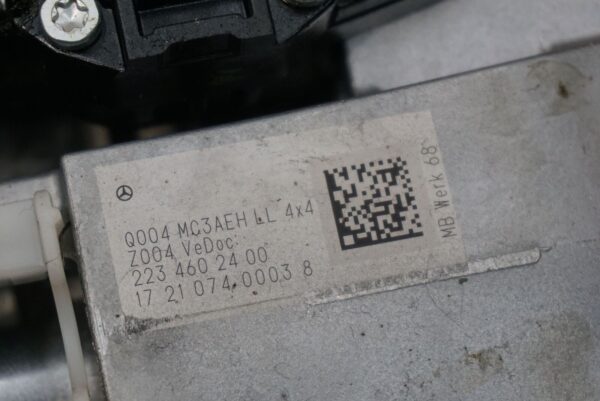 Q004 MC3AEH LL 4x4
Z004 VeDoc:
223 460 24 00
17 21 074 0003 8
MB Werk 68